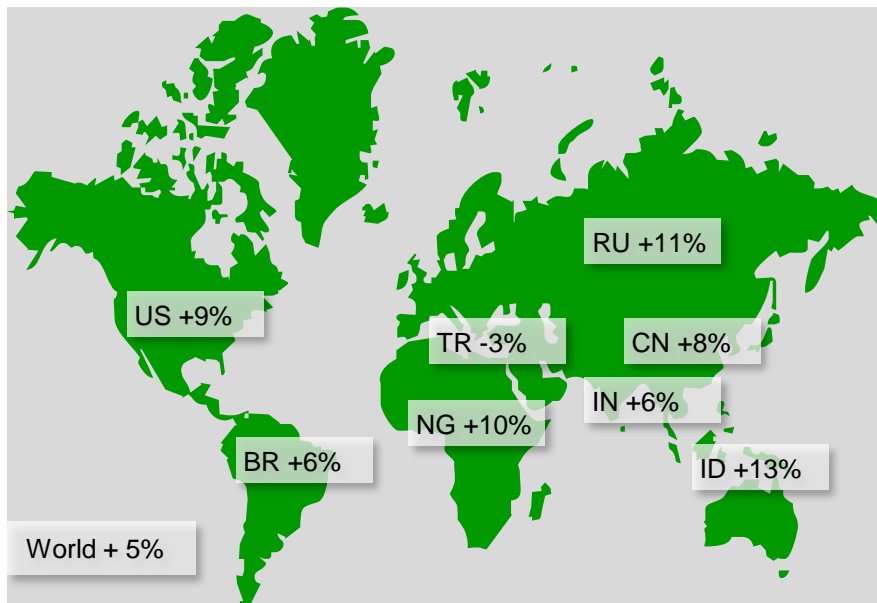 RU +11%
US +9%
TR -3%
CN +8%
IN +6%
NG +10%
BR +6%
ID +13%
World + 5%